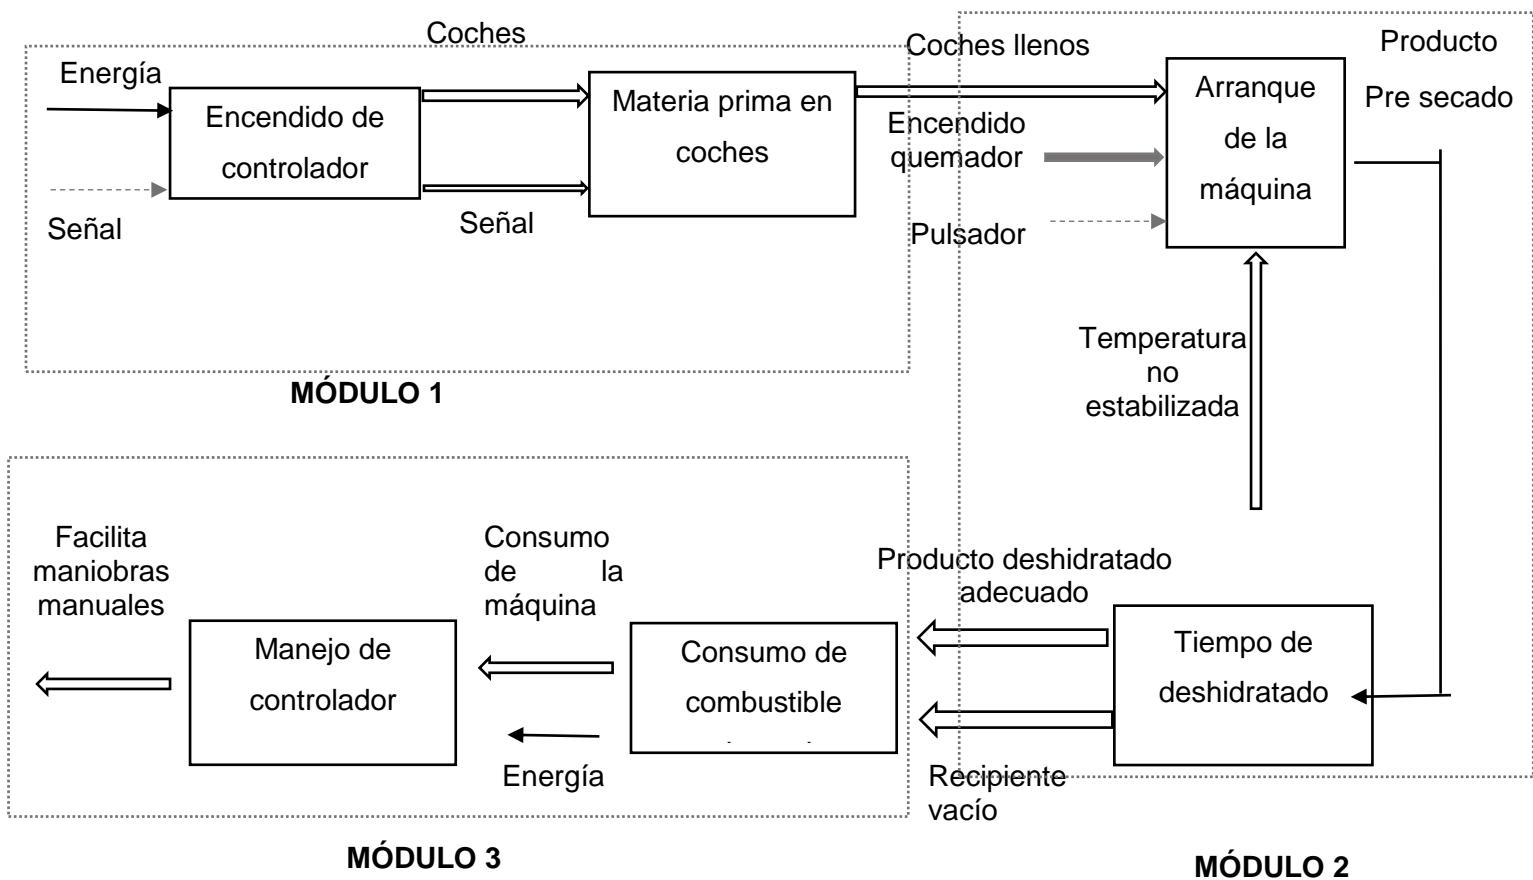 Coches
Energía
Encendido de
controlador
Señal
Señal
Materia prima en
coches
MÓDULO 1
Coches llenos
Encendido
quemador
Pulsador
Arranque
de la
máquina
Producto
Pre secado
Temperatura
no
estabilizada
Producto deshidratado
adecuado
Tiempo de
deshidratado
Recipiente
vacío
MÓDULO 2
Facilita
maniobras
manuales
Manejo de
controlador
Consumo
de la
máquina
Energía
Consumo de
combustible
MÓDULO 3